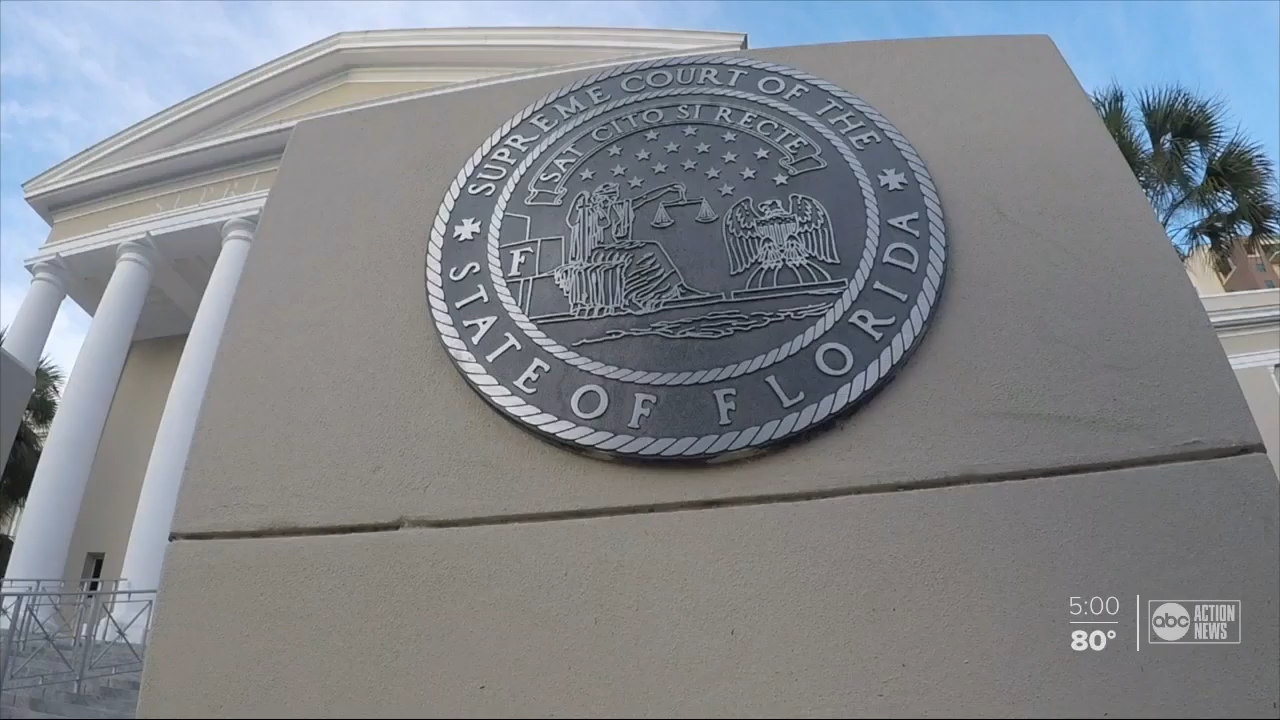 SUPREME COURT OF THE
STATE OF FLORIDA
SAT CITO SI RECTE
F
5:00
80°
abc
ACTION
NEWS